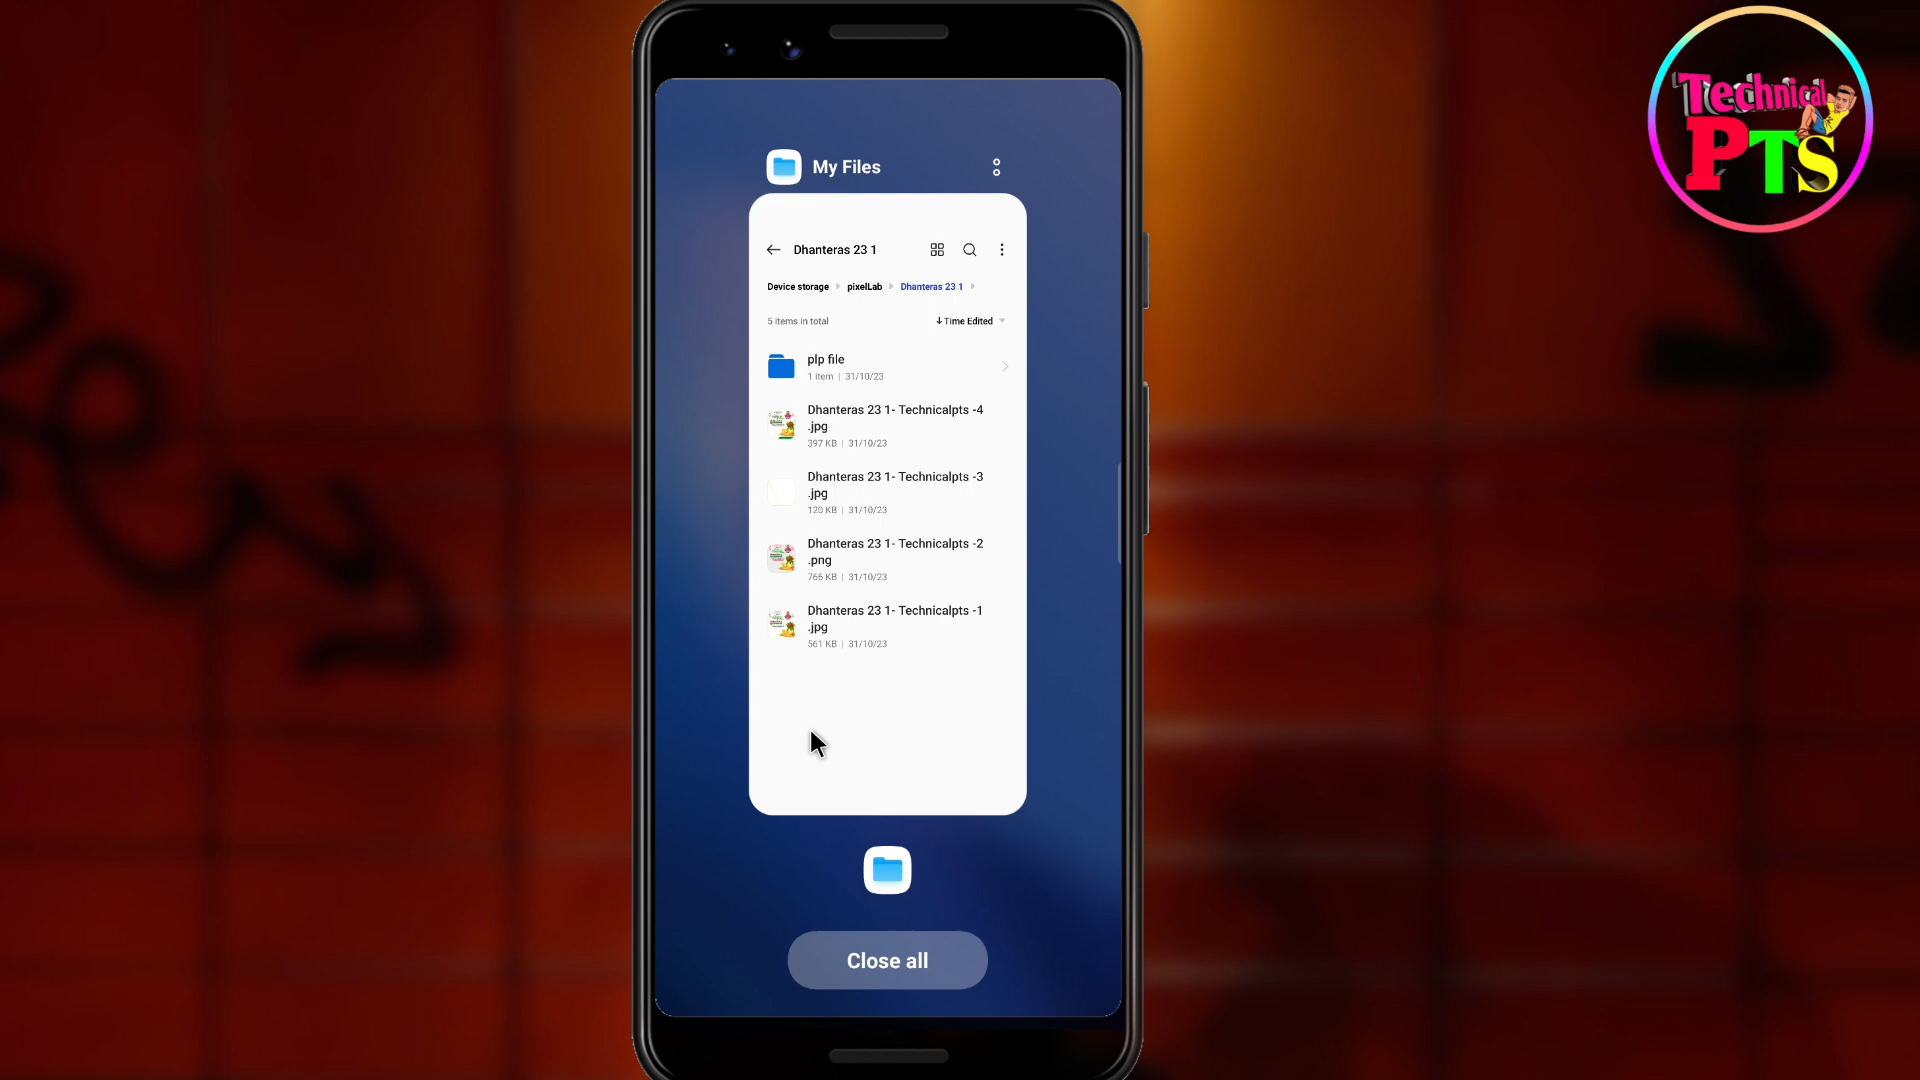 Technical
PTS
My Files
Dhanteras 23 1
Device storage
pixelLab
Dhanteras 23 1
5 items in total
Time Edited
plp file
1 item | 31/10/23
Dhanteras 23 1- Technicalpts -4
.jpg
397 KB | 31/10/23
Dhanteras 23 1- Technicalpts -3
.jpg
120 KB | 31/10/23
Dhanteras 23 1- Technicalpts -2
.png
766 KB | 31/10/23
Dhanteras 23 1- Technicalpts -1
.jpg
561 KB | 31/10/23
Close all